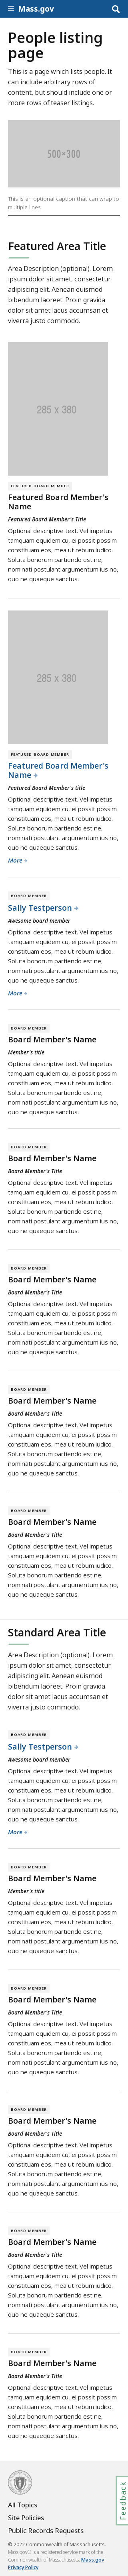 Mass.gov
People listing
page
This is a page which lists people. It
can include arbitrary rows of
content, but should include one or
more rows of teaser listings.
500×300
This is an optional caption that can wrap to
multiple lines.
Featured Area Title
Area Description (optional). Lorem
ipsum dolor sit amet, consectetur
adipiscing elit. Aenean euismod
bibendum laoreet. Proin gravida
dolor sit amet lacus accumsan et
viverra justo commodo.
285 x 380
FEATURED BOARD MEMBER
Featured Board Member's
Name
Featured Board Member's Title
Optional descriptor text. Vel impetus
tamquam equidem cu, ei possit possim
constituam eos, mea ut rebum iudico.
Soluta bonorum partiendo est ne,
nominati postulant argumentum ius no,
quo ne quaeque sanctus.
285 x 380
FEATURED BOARD MEMBER
Featured Board Member's
Name
Featured Board Member's title
Optional descriptor text. Vel impetus
tamquam equidem cu, ei possit possim
constituam eos, mea ut rebum iudico.
Soluta bonorum partiendo est ne,
nominati postulant argumentum ius no,
quo ne quaeque sanctus.
More
BOARD MEMBER
Sally Testperson
Awesome board member
Optional descriptor text. Vel impetus
tamquam equidem cu, ei possit possim
constituam eos, mea ut rebum iudico.
Soluta bonorum partiendo est ne,
nominati postulant argumentum ius no,
quo ne quaeque sanctus.
More
BOARD MEMBER
Board Member's Name
Member's title
Optional descriptor text. Vel impetus
tamquam equidem cu, ei possit possim
constituam eos, mea ut rebum iudico.
Soluta bonorum partiendo est ne,
nominati postulant argumentum ius no,
quo ne quaeque sanctus.
BOARD MEMBER
Board Member's Name
Board Member's Title
Optional descriptor text. Vel impetus
tamquam equidem cu, ei possit possim
constituam eos, mea ut rebum iudico.
Soluta bonorum partiendo est ne,
nominati postulant argumentum ius no,
quo ne quaeque sanctus.
BOARD MEMBER
Board Member's Name
Board Member's Title
Optional descriptor text. Vel impetus
tamquam equidem cu, ei possit possim
constituam eos, mea ut rebum iudico.
Soluta bonorum partiendo est ne,
nominati postulant argumentum ius no,
quo ne quaeque sanctus.
BOARD MEMBER
Board Member's Name
Board Member's Title
Optional descriptor text. Vel impetus
tamquam equidem cu, ei possit possim
constituam eos, mea ut rebum iudico.
Soluta bonorum partiendo est ne,
nominati postulant argumentum ius no,
quo ne quaeque sanctus.
BOARD MEMBER
Board Member's Name
Board Member's Title
Optional descriptor text. Vel impetus
tamquam equidem cu, ei possit possim
constituam eos, mea ut rebum iudico.
Soluta bonorum partiendo est ne,
nominati postulant argumentum ius no,
quo ne quaeque sanctus.
Standard Area Title
Area Description (optional). Lorem
ipsum dolor sit amet, consectetur
adipiscing elit. Aenean euismod
bibendum laoreet. Proin gravida
dolor sit amet lacus accumsan et
viverra justo commodo.
BOARD MEMBER
Sally Testperson
Awesome board member
Optional descriptor text. Vel impetus
tamquam equidem cu, ei possit possim
constituam eos, mea ut rebum iudico.
Soluta bonorum partiendo est ne,
nominati postulant argumentum ius no,
quo ne quaeque sanctus.
More
BOARD MEMBER
Board Member's Name
Member's title
Optional descriptor text. Vel impetus
tamquam equidem cu, ei possit possim
constituam eos, mea ut rebum iudico.
Soluta bonorum partiendo est ne,
nominati postulant argumentum ius no,
quo ne quaeque sanctus.
BOARD MEMBER
Board Member's Name
Board Member's Title
Optional descriptor text. Vel impetus
tamquam equidem cu, ei possit possim
constituam eos, mea ut rebum iudico.
Soluta bonorum partiendo est ne,
nominati postulant argumentum ius no,
quo ne quaeque sanctus.
BOARD MEMBER
Board Member's Name
Board Member's Title
Optional descriptor text. Vel impetus
tamquam equidem cu, ei possit possim
constituam eos, mea ut rebum iudico.
Soluta bonorum partiendo est ne,
nominati postulant argumentum ius no,
quo ne quaeque sanctus.
BOARD MEMBER
Board Member's Name
Board Member's Title
Optional descriptor text. Vel impetus
tamquam equidem cu, ei possit possim
constituam eos, mea ut rebum iudico.
Soluta bonorum partiendo est ne,
nominati postulant argumentum ius no,
quo ne quaeque sanctus.
BOARD MEMBER
Board Member's Name
Board Member's Title
Optional descriptor text. Vel impetus
tamquam equidem cu, ei possit possim
constituam eos, mea ut rebum iudico.
Soluta bonorum partiendo est ne,
nominati postulant argumentum ius no,
quo ne quaeque sanctus.
Feedback
All Topics
Site Policies
Public Records Requests
© 2022 Commonwealth of Massachusetts.
Mass.gov® is a registered service mark of the
Commonwealth of Massachusetts. Mass.gov
Privacy Policy